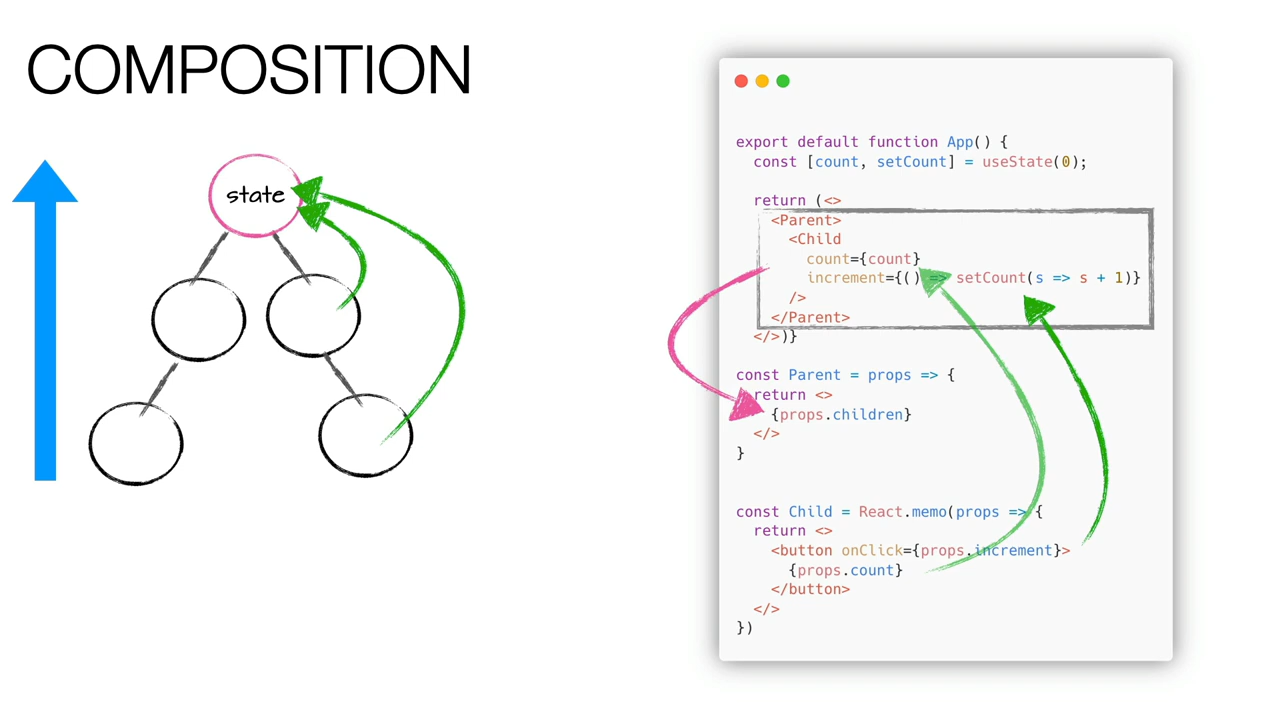 COMPOSITION
state
export default function App() {
  const [count, setCount] = useState(0);
  return (<>
    <Parent>
      <Child
        count={count}
        increment={() => setCount(s => s + 1)}
      />
    </Parent>
  </>)}
const Parent = props => {
  return <>
    {props.children}
  </>
}
const Child = React.memo(props => {
  return <>
    <button onClick={props.increment}>
      {props.count}
    </button>
  </>
})